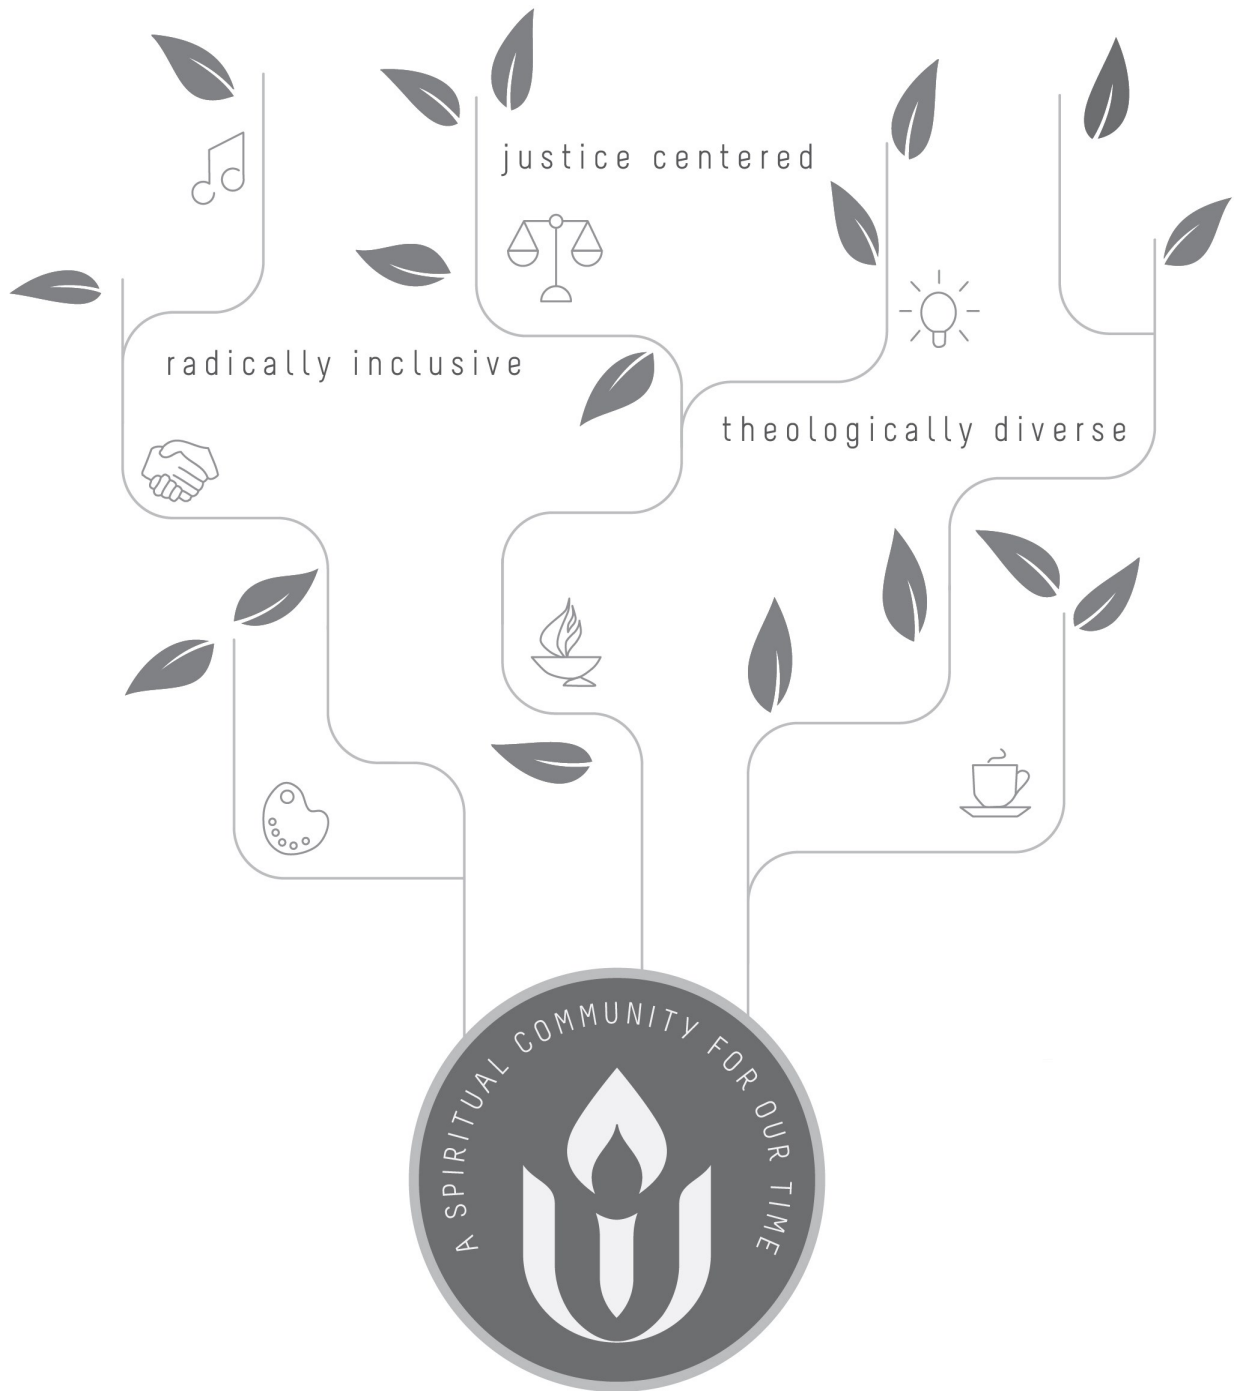 justice centered
radically inclusive
theologically diverse
A SPIRITUAL COMMUNITY FOR OUR TIME